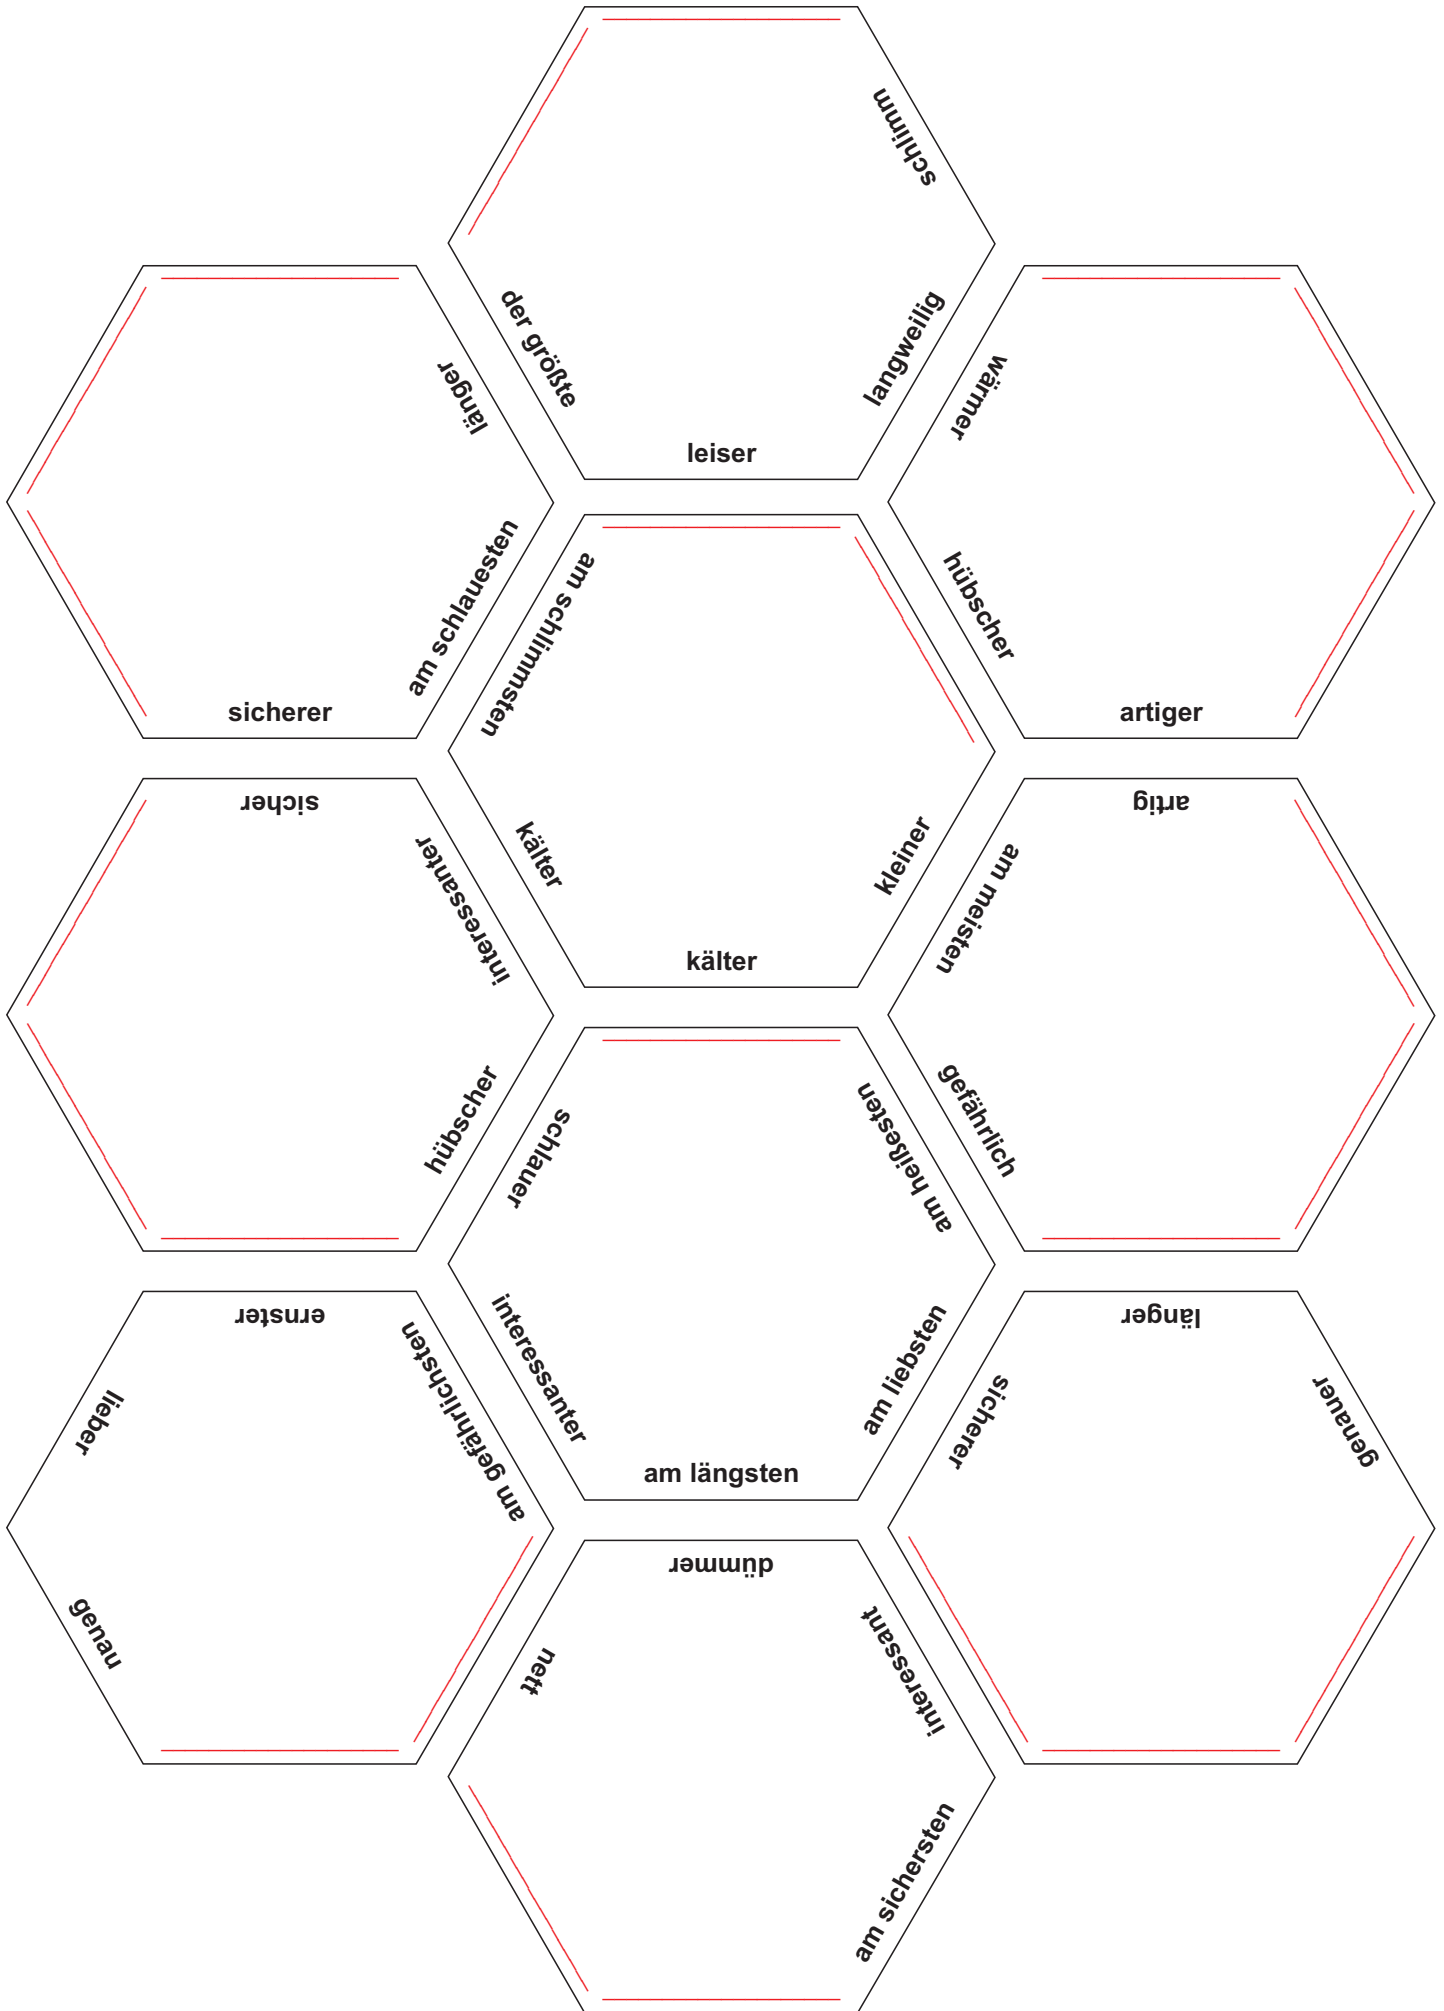 schlimm
der größte
langweilig
leiser
länger
am schlauesten
sicherer
wärmer
hübscher
artiger
am schlimmsten
kälter
kleiner
kälter
sicher
interessanter
hübscher
artig
am meisten
gefährlich
schlauer
am heißesten
interessanter
am liebsten
am längsten
ernster
lieber
am gefährlichsten
genau
länger
sicherer
genauer
dümmer
nett
interessant
am sichersten